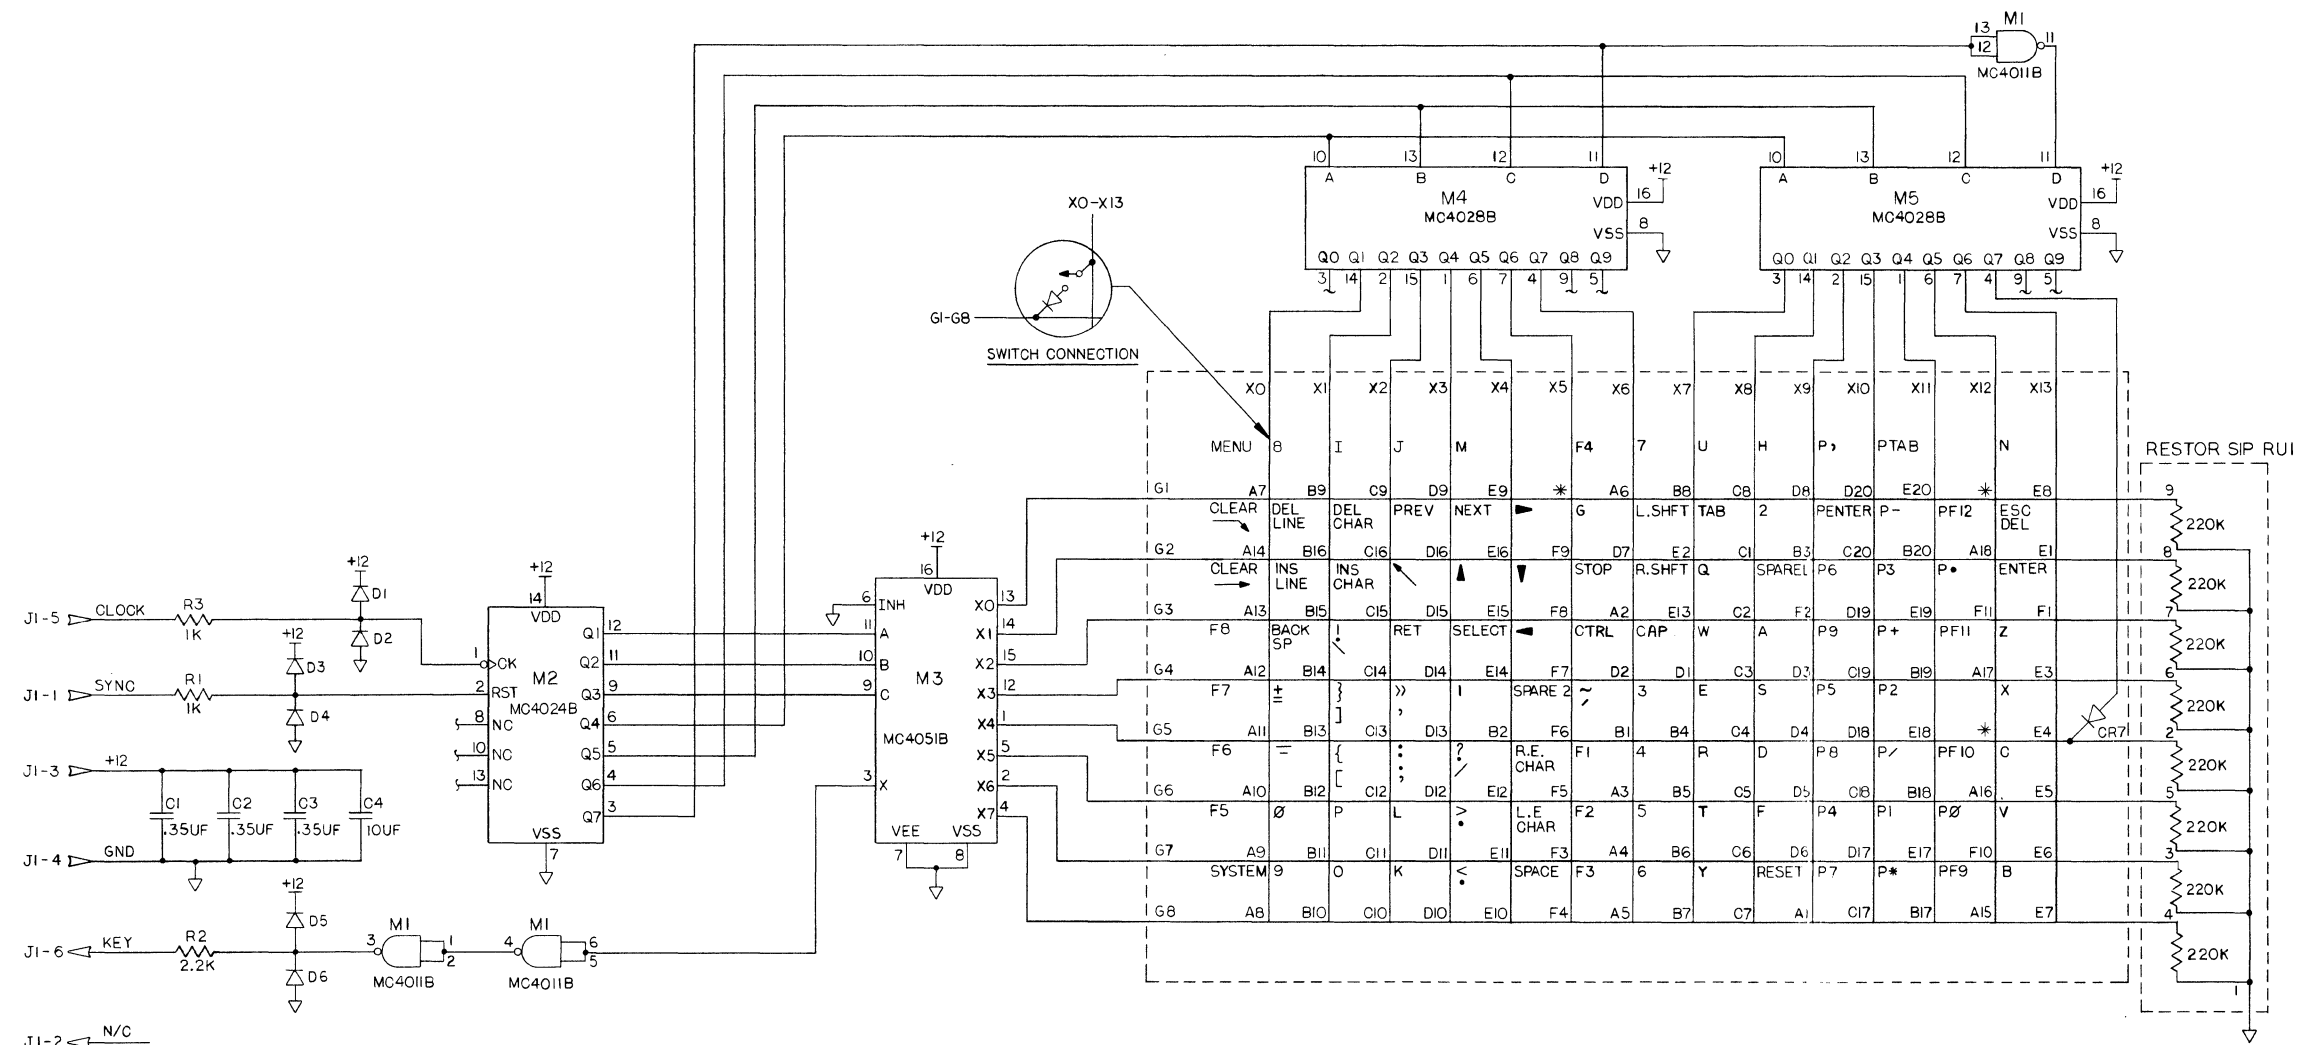 M1
13
12
11
MC4011B
10
13
12
11
10
13
12
11
A B C D
+12
A B C D
+12
M4
MC4028B
VDD
16
M5
MC4028B
VDD
16
VSS
8
VSS
8
Q0 Q1 Q2 Q3 Q4 Q5 Q6 Q7 Q8 Q9
3 14 2 15 1 6 7 4 9 5
Q0 Q1 Q2 Q3 Q4 Q5 Q6 Q7 Q8 Q9
3 14 2 15 1 6 7 4 9 5
X0-X13
G1-G8
SWITCH CONNECTION
X0 X1 X2 X3 X4 X5 X6 X7 X8 X9 X10 X11 X12 X13
MENU 8 I J M F4 7 U H P, PTAB N
RESTOR SIP RU1
G1 A7 B9 C9 D9 E9 * A6 B8 C8 D8 D20 E20 * E8 9
CLEAR DEL LINE DEL CHAR PREV NEXT G L.SHFT TAB 2 PENTER P- PF12 ESC DEL
220K
G2 A14 B16 C16 D16 E16 F9 D7 E2 C1 B3 C20 B20 A18 E1 8
CLEAR INS LINE INS CHAR STOP R.SHFT Q SPARE1 P6 P3 P• ENTER
220K
G3 A13 B15 C15 D15 E15 F8 A2 E13 C2 F2 D19 E19 F11 F1 7
F8 BACK SP | \ RET SELECT CTRL CAP W A P9 P+ PF11 Z
220K
G4 A12 B14 C14 D14 E14 F7 D2 D1 C3 D3 C19 B19 A17 E3 6
F7 ± = } ] » , I SPARE 2 ~ ´ 3 E S P5 P2 X
220K
G5 A11 B13 C13 D13 B2 F6 B1 B4 C4 D4 D18 E18 * E4 2
CR7
F6 – { [ : ; ? / R.E. CHAR F1 4 R D P8 P/ PF10 C
220K
G6 A10 B12 C12 D12 E12 F5 A3 B5 C5 D5 C18 B18 A16 E5 5
F5 Ø P L > . L.E CHAR F2 5 T F P4 P1 PØ V
220K
G7 A9 B11 C11 D11 E11 F3 A4 B6 C6 D6 D17 E17 F10 E6 3
SYSTEM 9 O K < . SPACE F3 6 Y RESET P7 P* PF9 B
220K
G8 A8 B10 C10 D10 E10 F4 A5 B7 C7 A1 C17 B17 A15 E7 4
220K
1
J1-5 CLOCK
R3
1K
+12
D1
D2
+12
D3
D4
J1-1 SYNC
R1
1K
+12
14
VDD
1 CK
2 RST
8 NC
10 NC
13 NC
M2
MC4024B
Q1 12
Q2 11
Q3 9
Q4 6
Q5 5
Q6 4
Q7 3
VSS
7
+12
16
VDD
6 INH
11 A
10 B
9 C
3 X
M3
MC4051B
X0 13
X1 14
X2 15
X3 12
X4 1
X5 5
X6 2
X7 4
VEE VSS
7 8
J1-3 +12
C1
.35UF
C2
.35UF
C3
.35UF
C4
10UF
J1-4 GND
+12
D5
D6
J1-6 KEY
R2
2.2K
M1
3 1
2
MC4011B
M1
4 6
5
MC4011B
J1-2 N/C